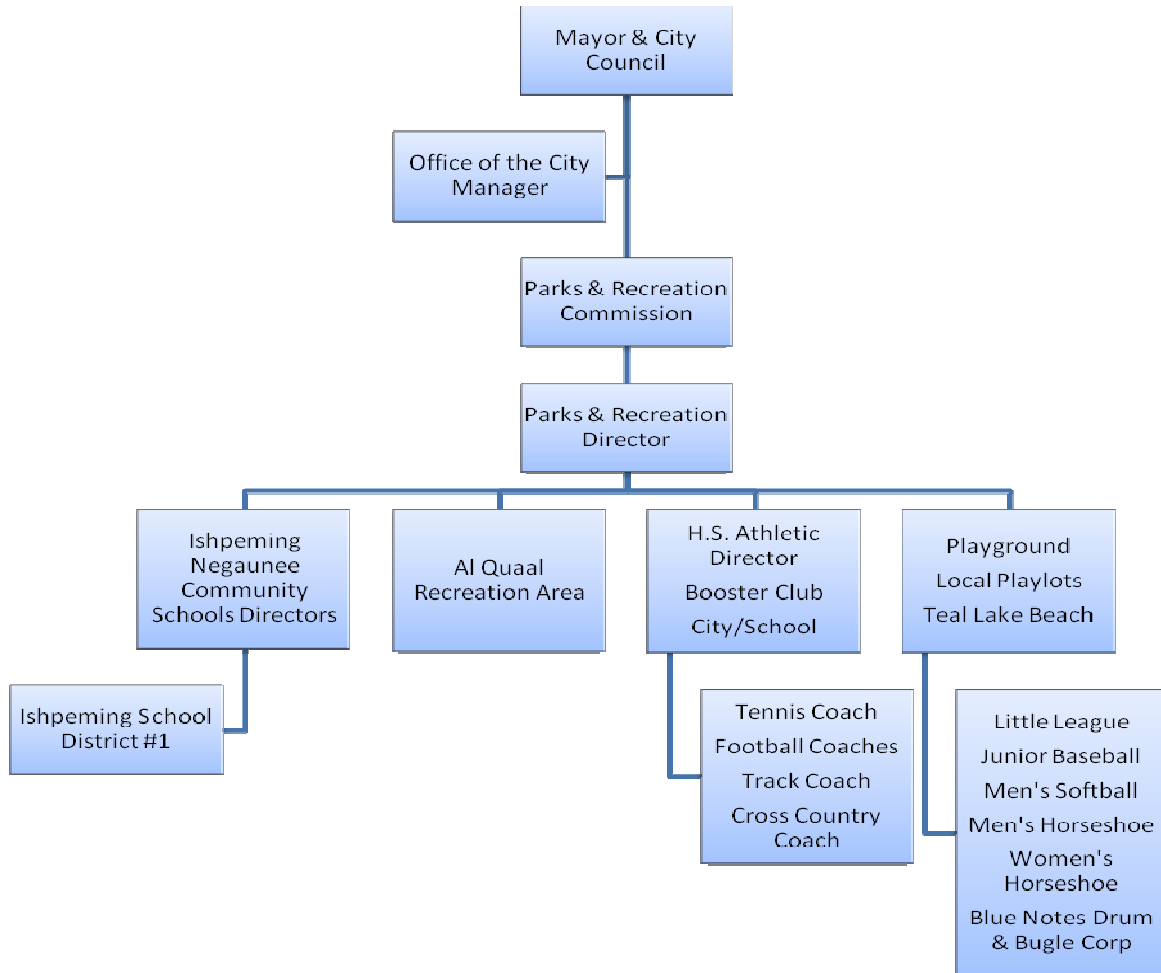 Mayor & City
Council
Office of the City
Manager
Parks & Recreation
Commission
Parks & Recreation
Director
Ishpeming
Negaunee
Community
Schools Directors
Al Quaal
Recreation Area
H.S. Athletic
Director
Booster Club
City/School
Playground
Local Playlots
Teal Lake Beach
Ishpeming School
District #1
Tennis Coach
Football Coaches
Track Coach
Cross Country
Coach
Little League
Junior Baseball
Men's Softball
Men's Horseshoe
Women's
Horseshoe
Blue Notes Drum
& Bugle Corp